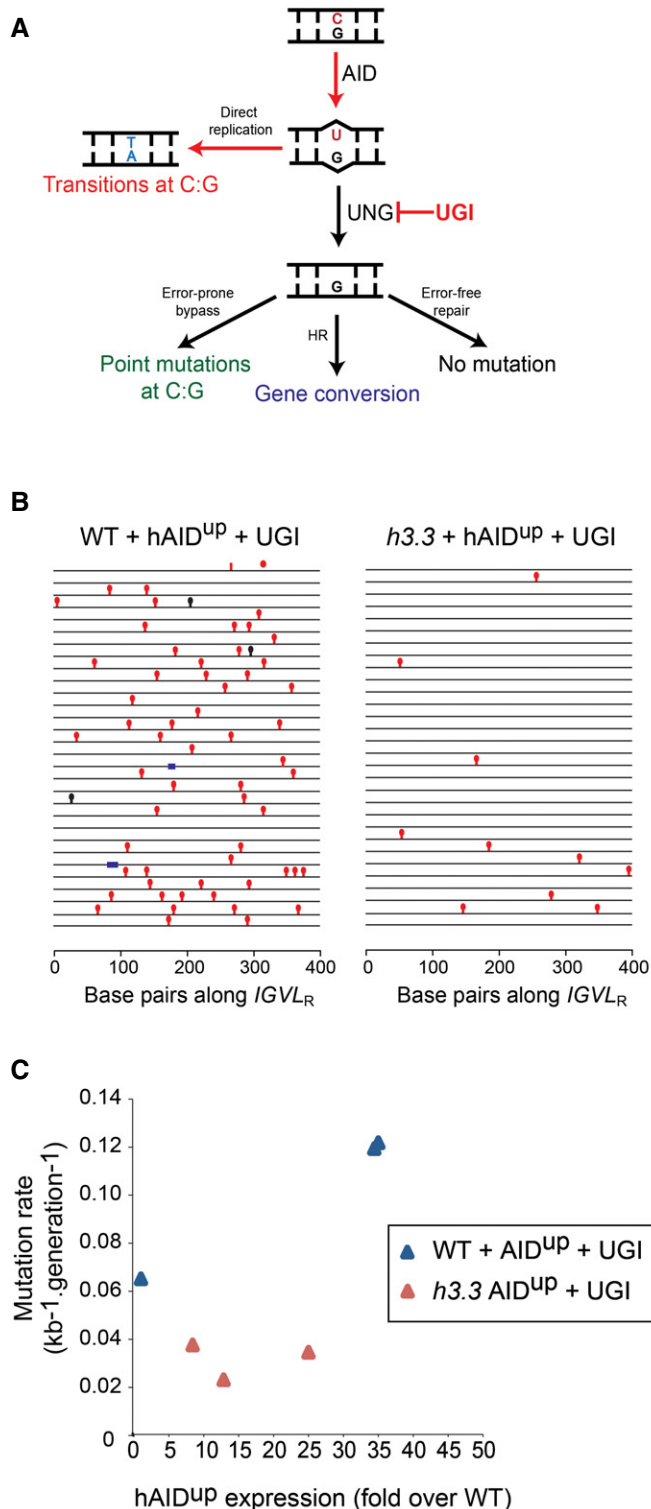 A
C
G
AID
Direct
replication
T
A
U
G
Transitions at C:G
UNG
UGI
G
Error-prone
bypass
HR
Error-free
repair
Point mutations
at C:G
Gene conversion
No mutation
B
WT + hAIDup + UGI
h3.3 + hAIDup + UGI
0 100 200 300 400
Base pairs along IGVLR
0 100 200 300 400
Base pairs along IGVLR
C
Mutation rate
(kb-1.generation-1)
0.14
0.12
0.10
0.08
0.06
0.04
0.02
0
0 5 10 15 20 25 30 35 40 45 50
hAIDup expression (fold over WT)
WT + AIDup + UGI
h3.3 AIDup + UGI